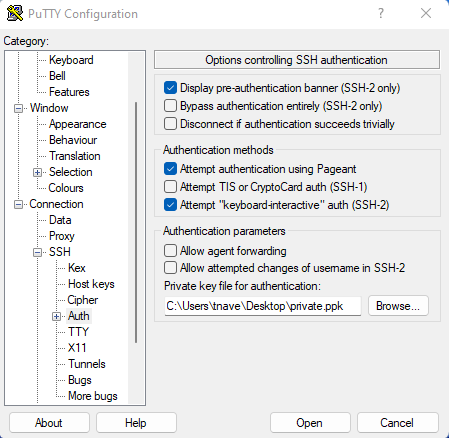 PuTTY Configuration
?
Category:
Keyboard
Bell
Features
Window
Appearance
Behaviour
Translation
Selection
Colours
Connection
Data
Proxy
SSH
Kex
Host keys
Cipher
Auth
TTY
X11
Tunnels
Bugs
More bugs
Options controlling SSH authentication
Display pre-authentication banner (SSH-2 only)
Bypass authentication entirely (SSH-2 only)
Disconnect if authentication succeeds trivially
Authentication methods
Attempt authentication using Pageant
Attempt TIS or CryptoCard auth (SSH-1)
Attempt "keyboard-interactive" auth (SSH-2)
Authentication parameters
Allow agent forwarding
Allow attempted changes of username in SSH-2
Private key file for authentication:
C:\Users\tnave\Desktop\private.ppk
Browse...
About
Help
Open
Cancel